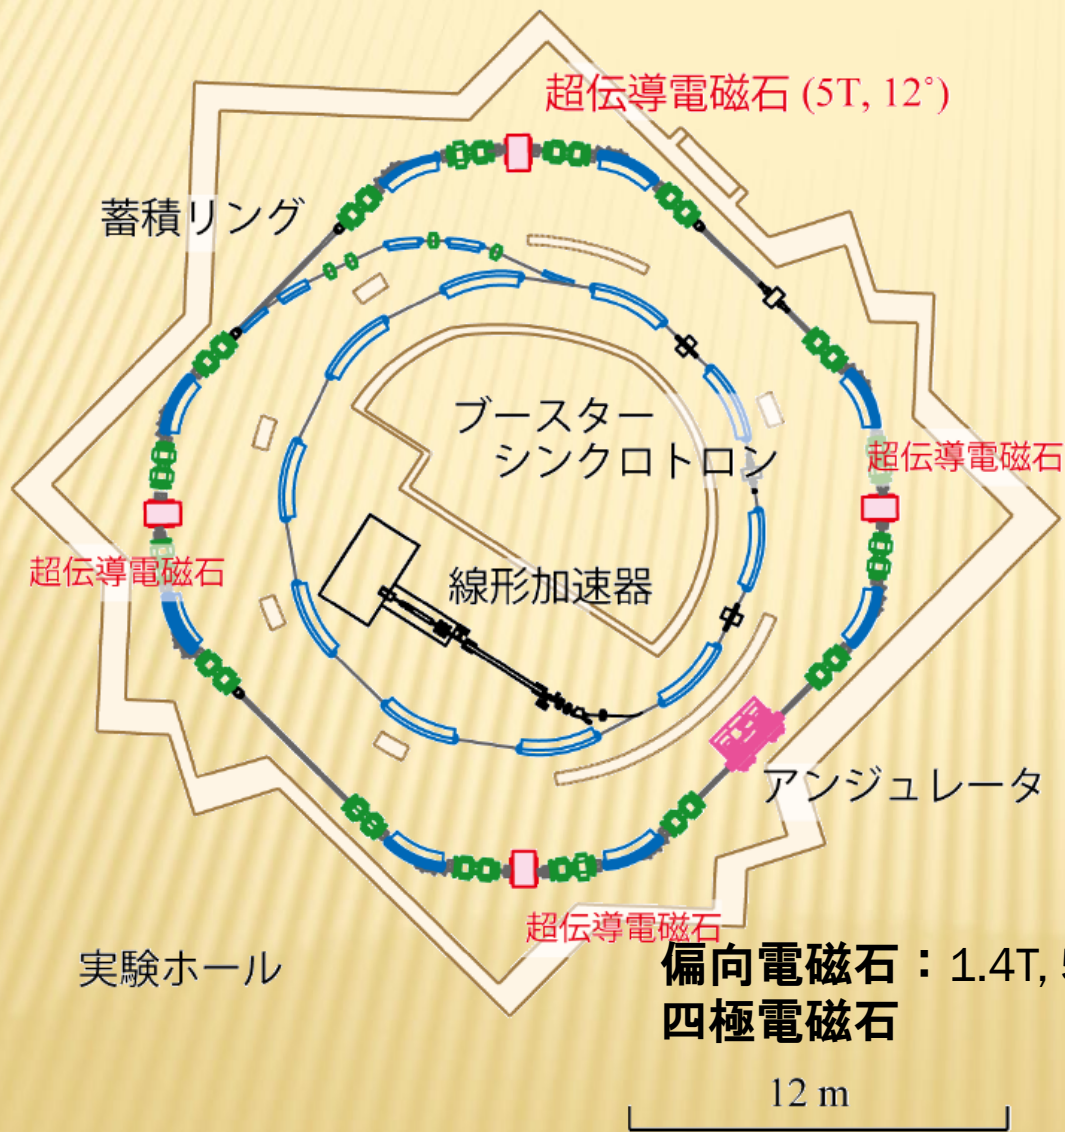 超伝導電磁石 (5T, 12°)
蓄積リング
ブースター
シンクロトロン
超伝導電磁石
超伝導電磁石
線形加速器
アンジュレータ
超伝導電磁石
実験ホール
偏向電磁石：1.4T,
四極電磁石
12 m